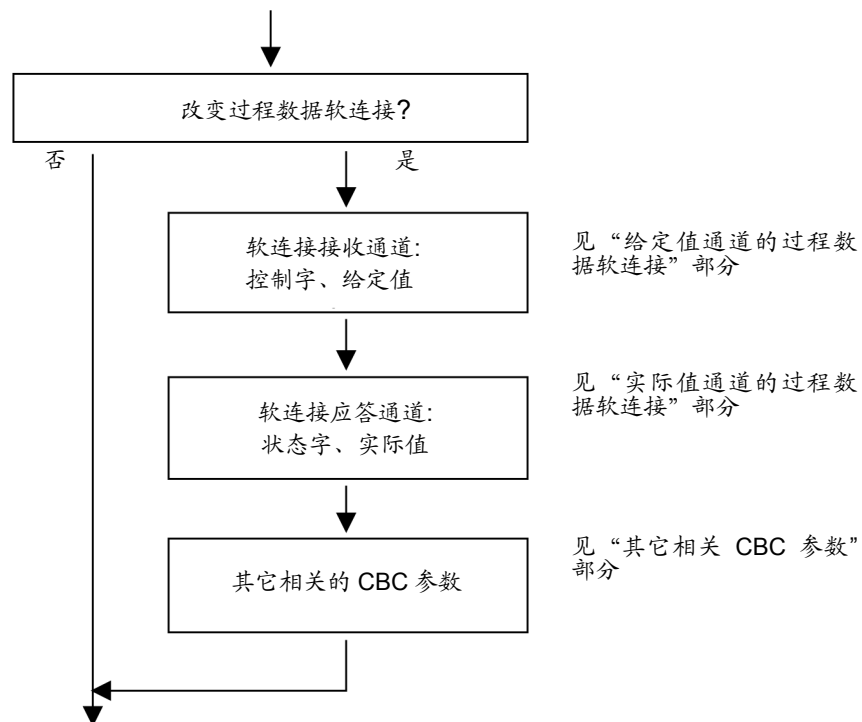 改变过程数据软连接?
否
是
软连接接收通道:
控制字、给定值
见“给定值通道的过程数
据软连接”部分
软连接应答通道:
状态字、实际值
见“实际值通道的过程数
据软连接”部分
其它相关的 CBC 参数
见“其它相关 CBC 参数”
部分